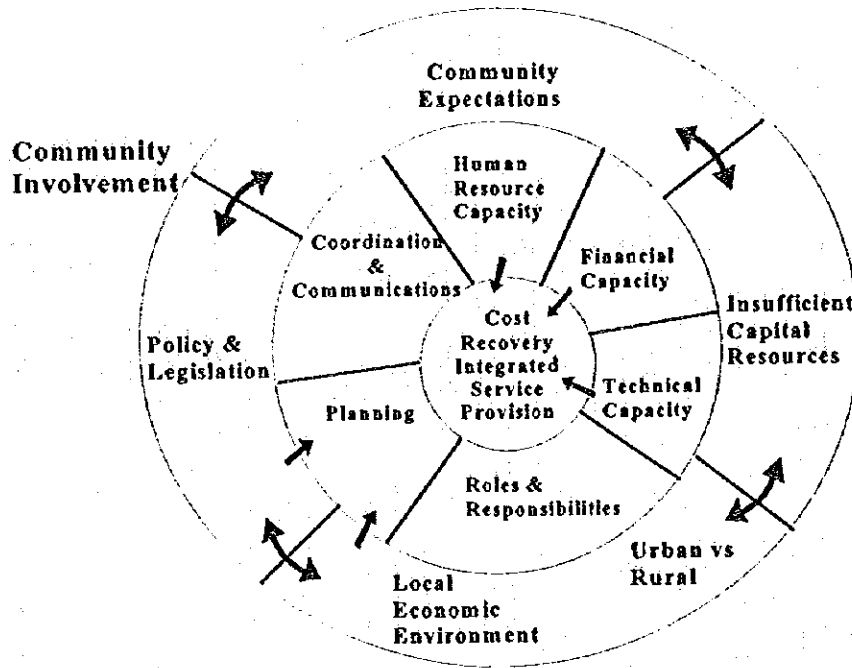 Community
Expectations
Community
Involvement
Human
Resource
Capacity
Coordination
&
Communications
Financial
Capacity
Insufficient
Capital
Resources
Policy &
Legislation
Cost
Recovery
Integrated
Service
Provision
Planning
Technical
Capacity
Roles &
Responsibilities
Urban vs
Rural
Local
Economic
Environment